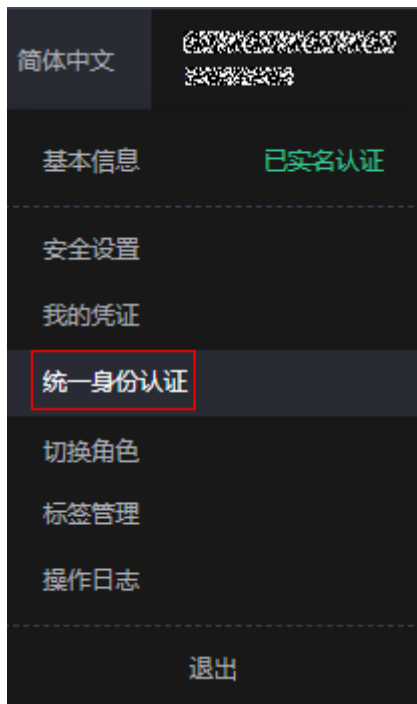 简体中文
基本信息 已实名认证
安全设置
我的凭证
统一身份认证
切换角色
标签管理
操作日志
退出